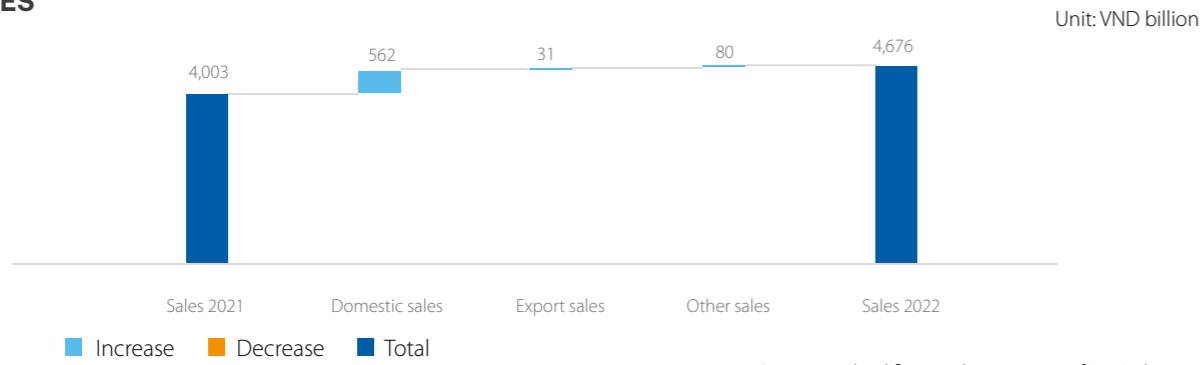 ES
Unit: VND billion
4,003
562
31
80
4,676
Sales 2021
Domestic sales
Export sales
Other sales
Sales 2022
Increase
Decrease
Total